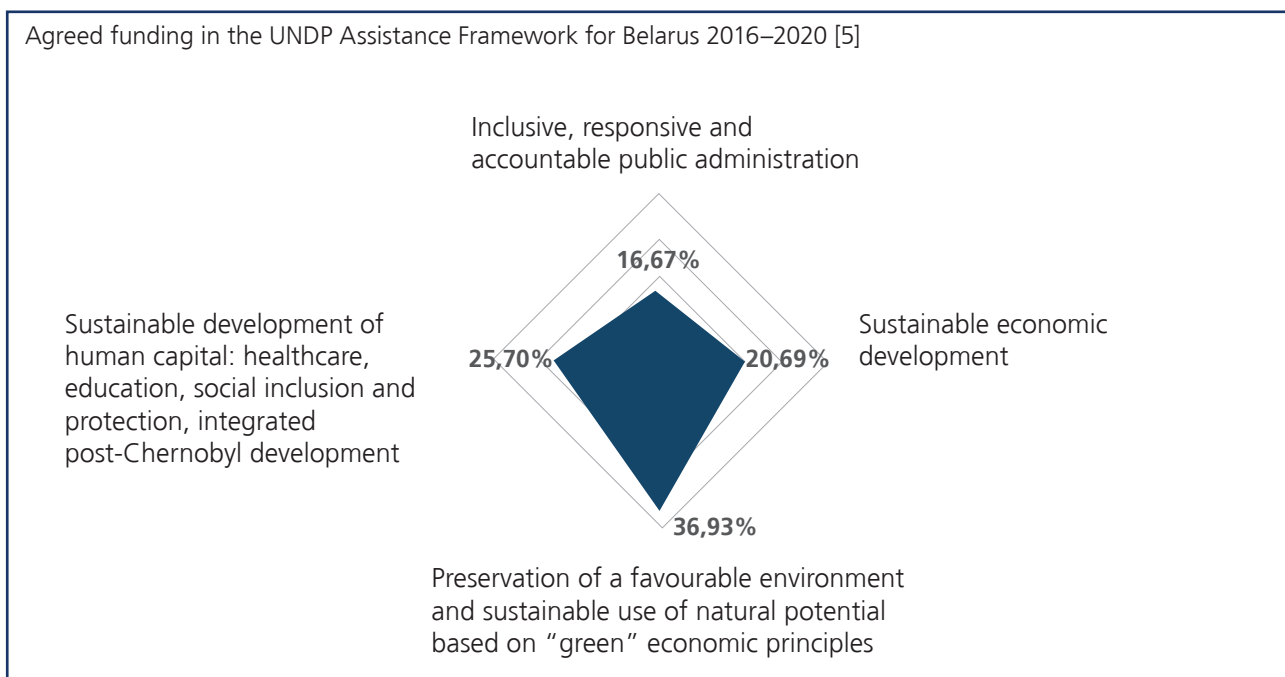 Agreed funding in the UNDP Assistance Framework for Belarus 2016–2020 [5]
Inclusive, responsive and
accountable public administration
16,67%
Sustainable development of
human capital: healthcare,
education, social inclusion and
protection, integrated
post-Chernobyl development
25,70%
20,69%
Sustainable economic
development
36,93%
Preservation of a favourable environment
and sustainable use of natural potential
based on “green” economic principles